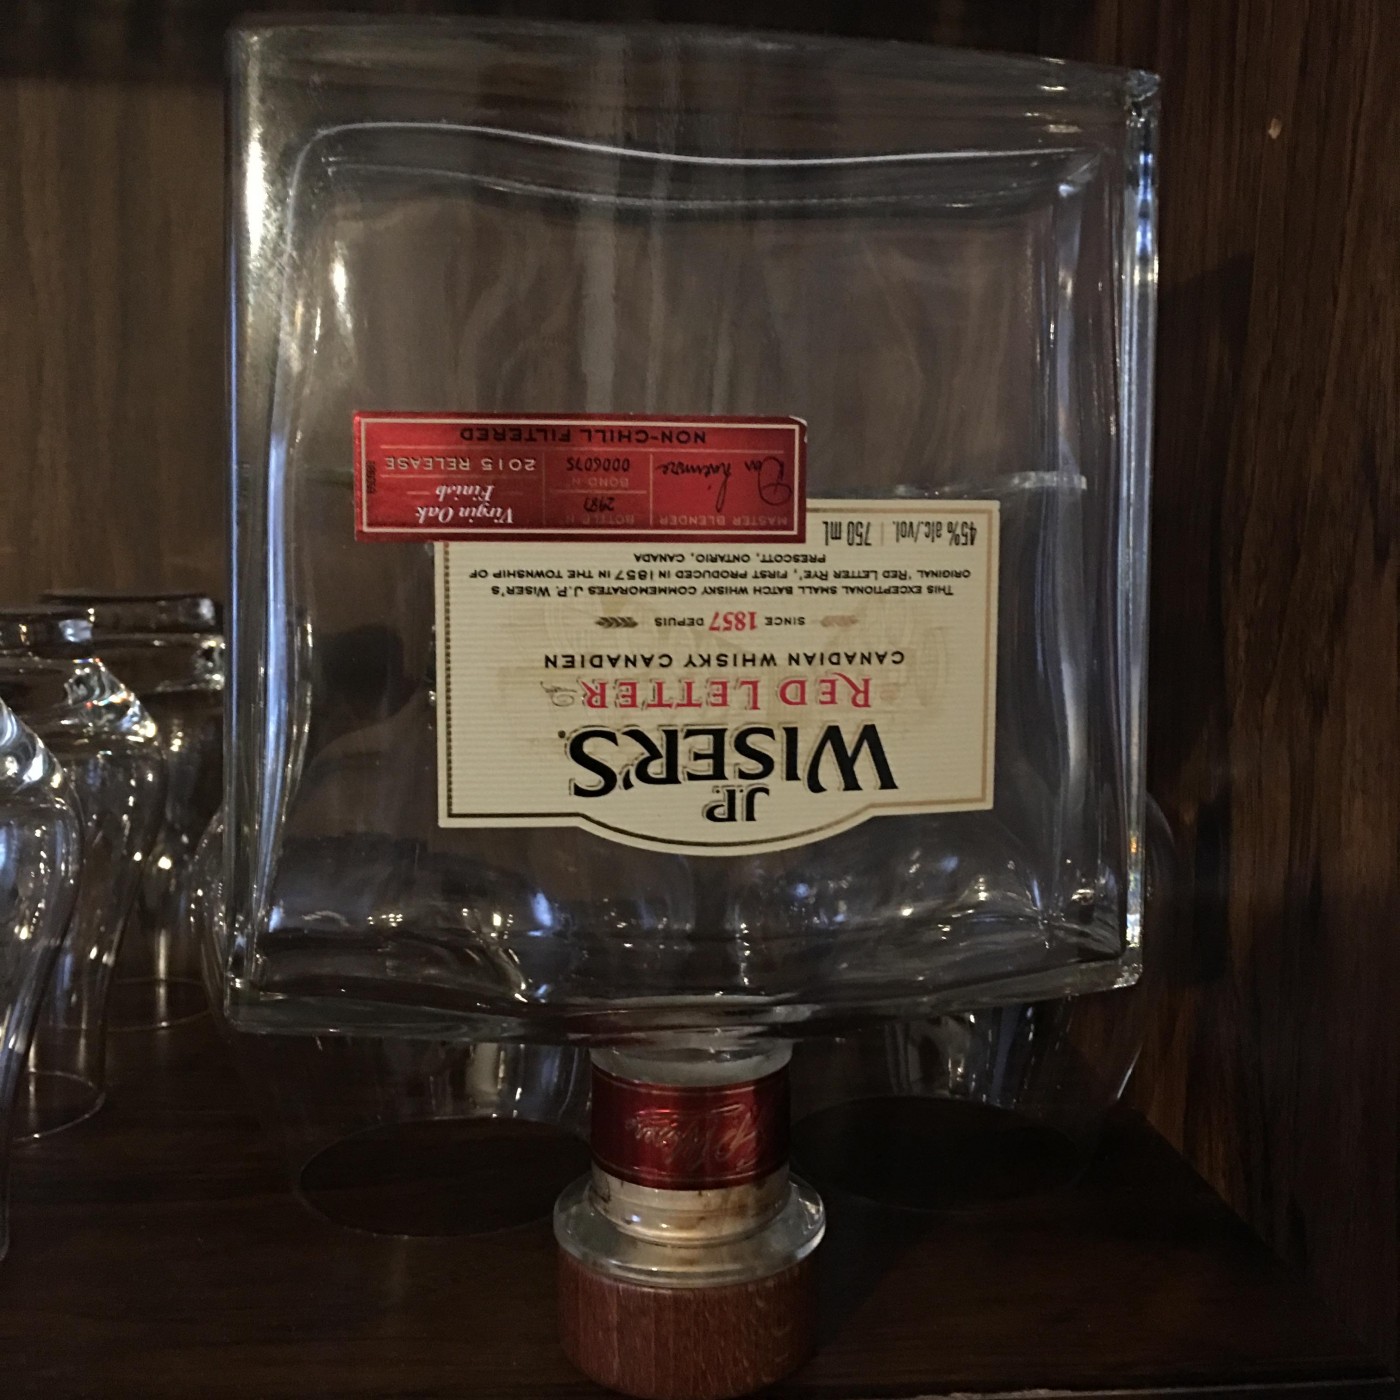 J.P.
WISER'S
RED LETTER
CANADIAN WHISKY CANADIEN
SINCE 1857 DEPUIS
THIS EXCEPTIONAL SMALL BATCH WHISKY COMMEMORATES J.P. WISER'S
ORIGINAL 'RED LETTER RYE', FIRST PRODUCED IN 1857 IN THE TOWNSHIP OF
PRESCOTT, ONTARIO, CANADA
45% alc./vol. | 750 mL
MASTER BLENDER
BOTTLE N
BOND N
0006075
Virgin Oak
Finish
2015 RELEASE
NON-CHILL FILTERED